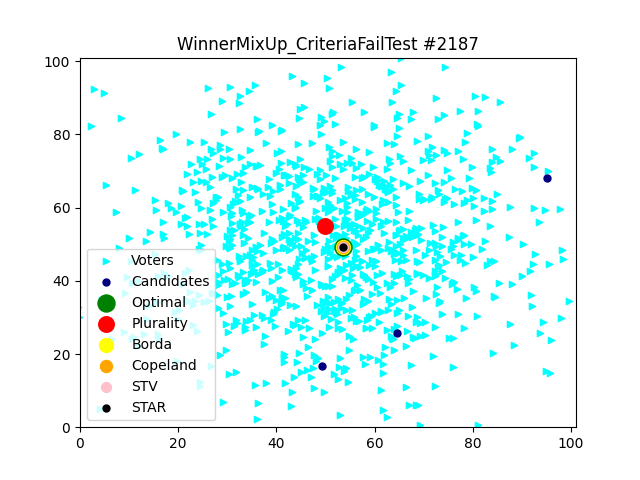 WinnerMixUp_CriteriaFailTest #2187
100
80
60
40
20
0
0
20
40
60
80
100
Voters
Candidates
Optimal
Plurality
Borda
Copeland
STV
STAR